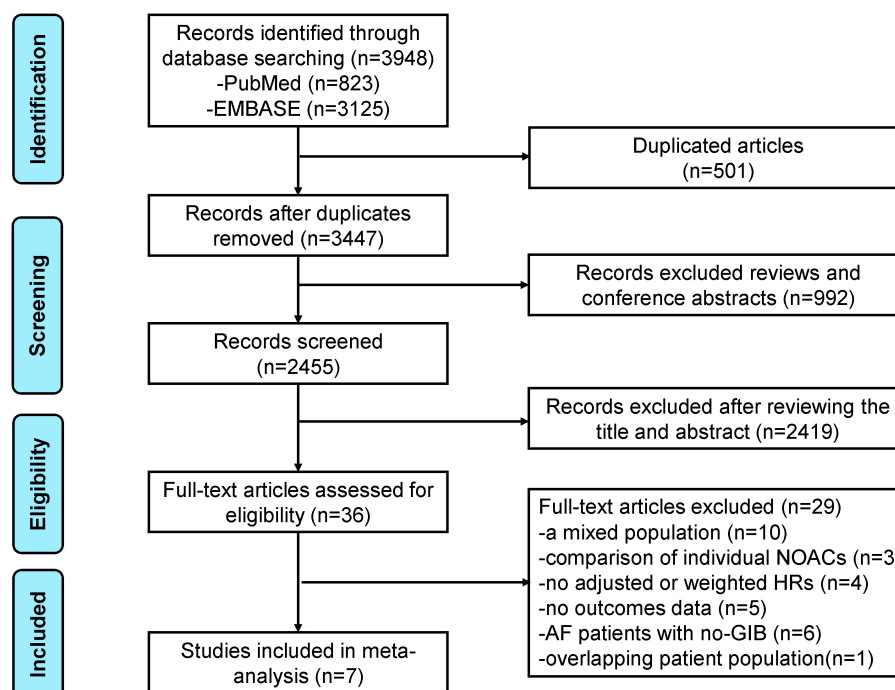 Identification
Records identified through
database searching (n=3948)
-PubMed (n=823)
-EMBASE (n=3125)
Duplicated articles
(n=501)
Records after duplicates
removed (n=3447)
Screening
Records excluded reviews and
conference abstracts (n=992)
Records screened
(n=2455)
Records excluded after reviewing the
title and abstract (n=2419)
Eligibility
Full-text articles assessed for
eligibility (n=36)
Full-text articles excluded (n=29)
-a mixed population (n=10)
-comparison of individual NOACs (n=3
-no adjusted or weighted HRs (n=4)
-no outcomes data (n=5)
-AF patients with no-GIB (n=6)
-overlapping patient population(n=1)
Included
Studies included in meta-
analysis (n=7)